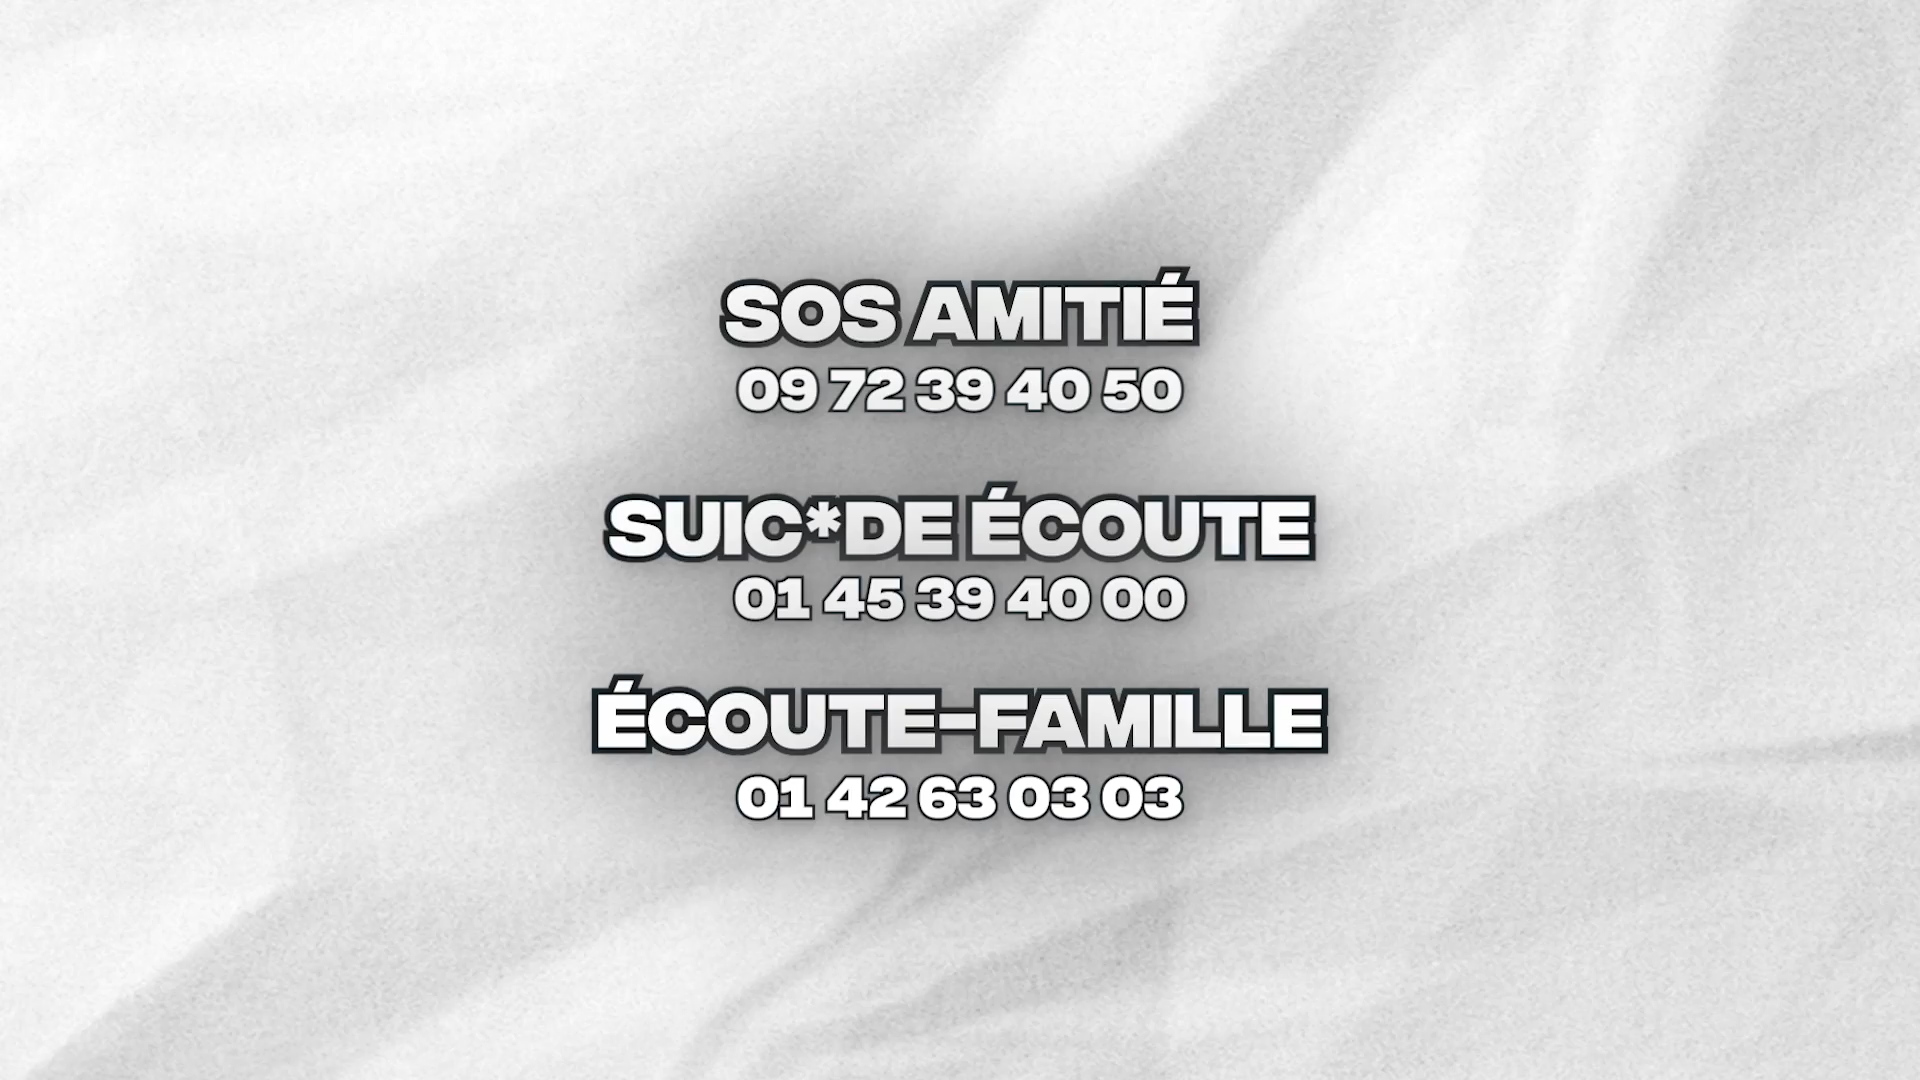 SOS AMITIÉ
09 72 39 40 50
SUIC*DE ÉCOUTE
01 45 39 40 00
ÉCOUTE-FAMILLE
01 42 63 03 03